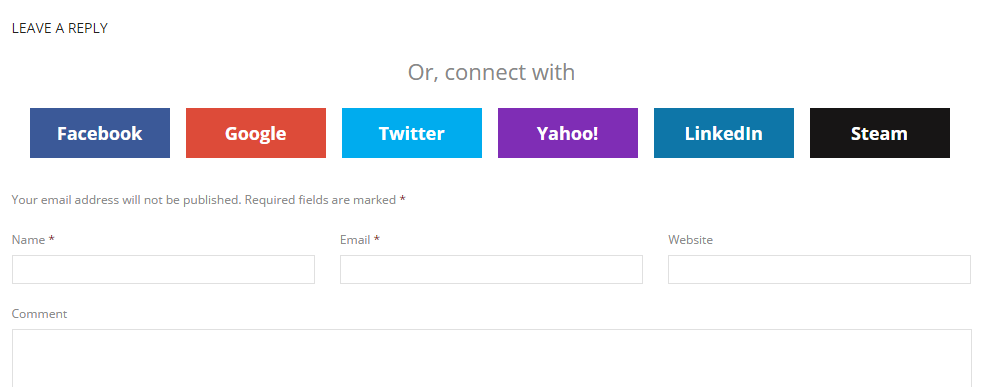 LEAVE A REPLY
Or, connect with
Facebook Google Twitter Yahoo! LinkedIn Steam
Your email address will not be published. Required fields are marked *
Name * Email * Website
Comment